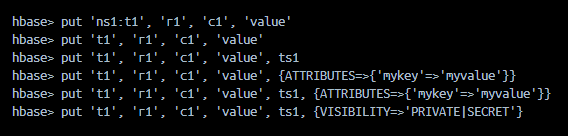 hbase> put 'ns1:t1', 'r1', 'c1', 'value'
hbase> put 't1', 'r1', 'c1', 'value'
hbase> put 't1', 'r1', 'c1', 'value', ts1
hbase> put 't1', 'r1', 'c1', 'value', {ATTRIBUTES=>{'mykey'=>'myvalue'}}
hbase> put 't1', 'r1', 'c1', 'value', ts1, {ATTRIBUTES=>{'mykey'=>'myvalue'}}
hbase> put 't1', 'r1', 'c1', 'value', ts1, {VISIBILITY=>'PRIVATE|SECRET'}